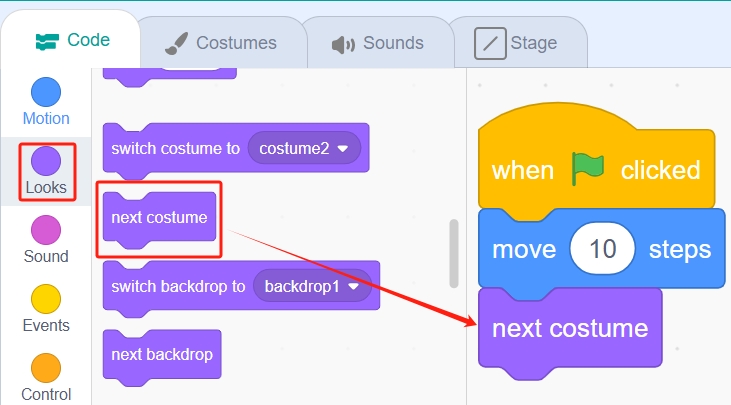 Code
Costumes
Sounds
Stage
Motion
Looks
Sound
Events
Control
switch costume to costume2
next costume
switch backdrop to backdrop1
next backdrop
when clicked
move 10 steps
next costume